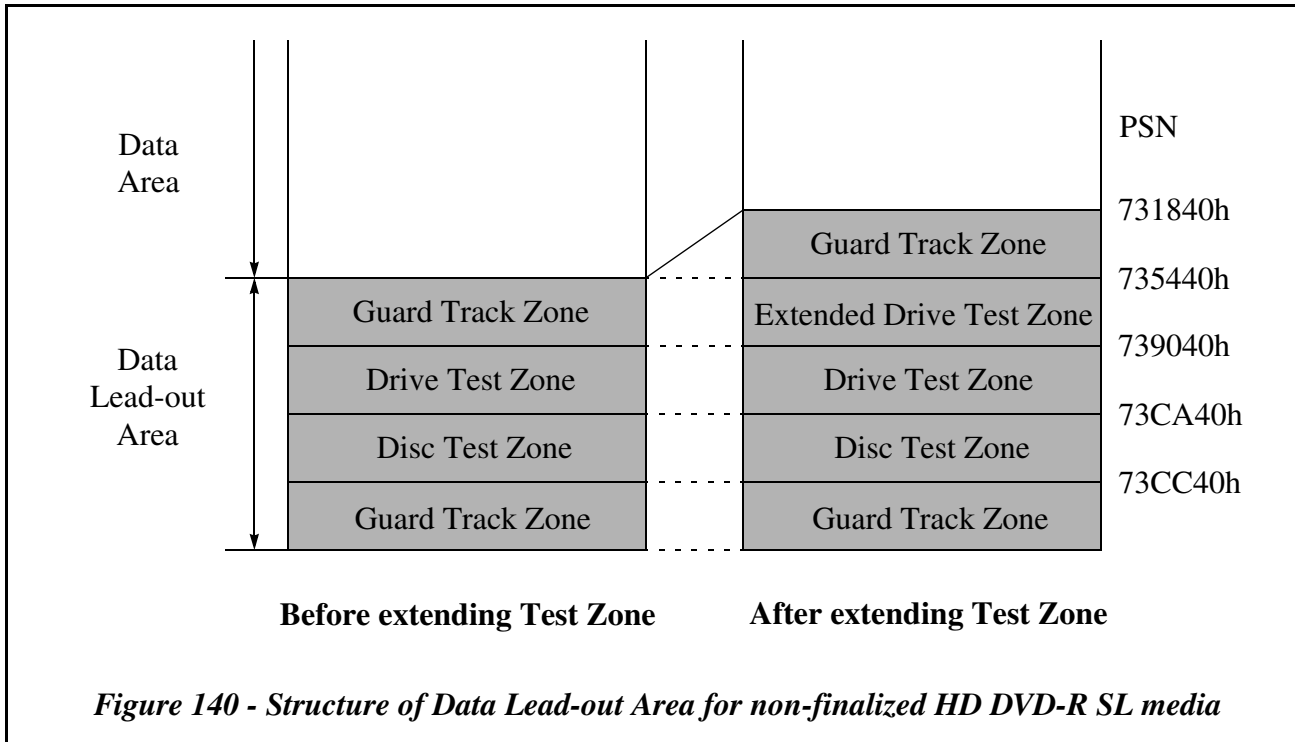 Data
Area
Data
Lead-out
Area
Guard Track Zone
Drive Test Zone
Disc Test Zone
Guard Track Zone
Guard Track Zone
Extended Drive Test Zone
Drive Test Zone
Disc Test Zone
Guard Track Zone
PSN
731840h
735440h
739040h
73CA40h
73CC40h
Before extending Test Zone
After extending Test Zone
Figure 140 - Structure of Data Lead-out Area for non-finalized HD DVD-R SL media